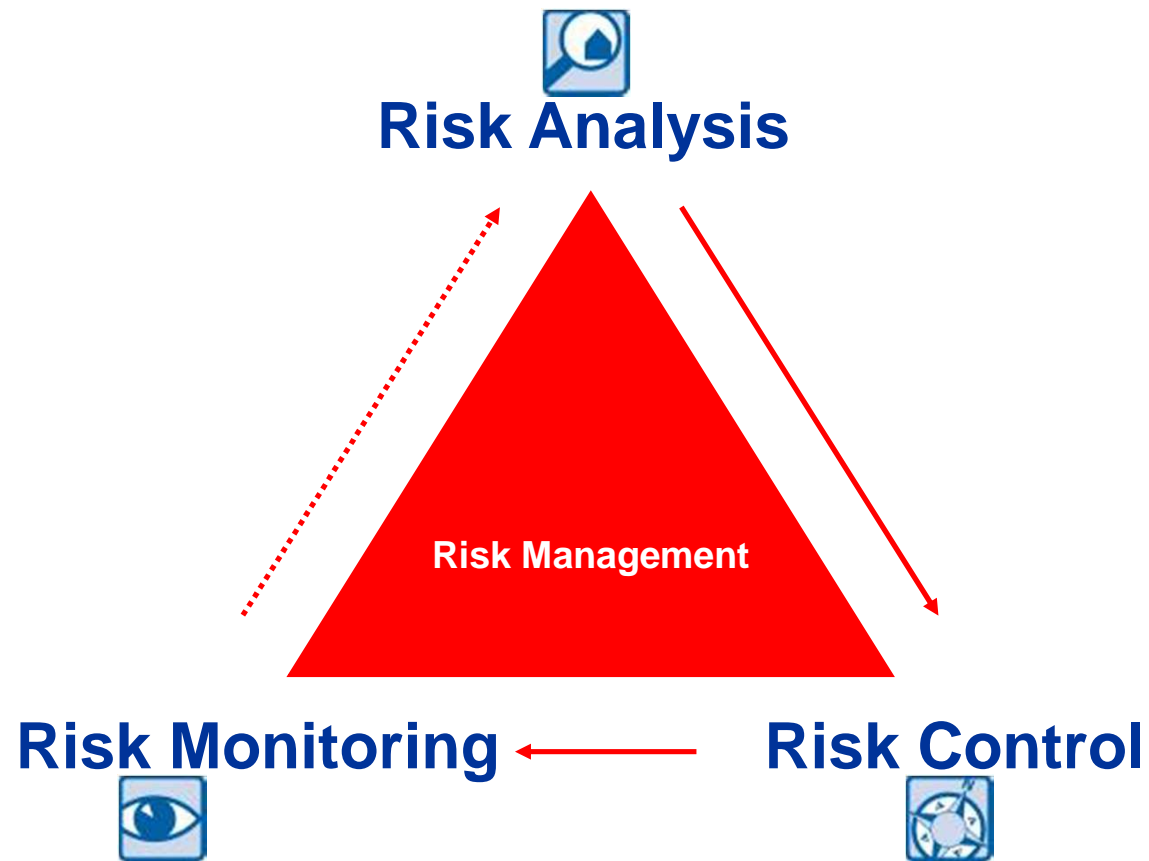 Risk Analysis
Risk Management
Risk Monitoring
Risk Control
N